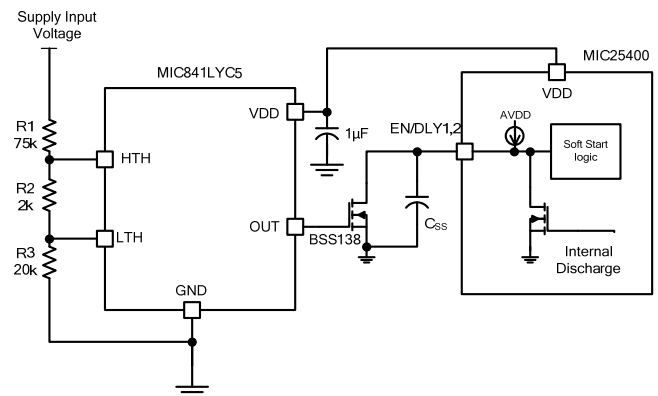 Supply Input
Voltage
MIC841LYC5
MIC25400
VDD
VDD
R1
75k
HTH
1µF
EN/DLY1,2
AVDD
Soft Start
logic
R2
2k
LTH
OUT
BSS138
CSS
R3
20k
Internal
Discharge
GND